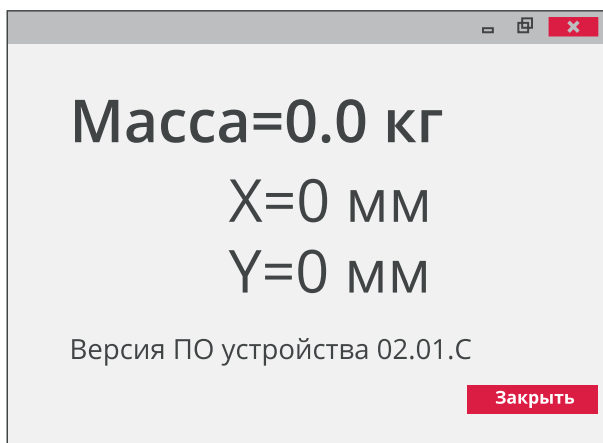 Масса=0.0 кг
X=0 мм
Y=0 мм
Версия ПО устройства 02.01.C
Закрыть